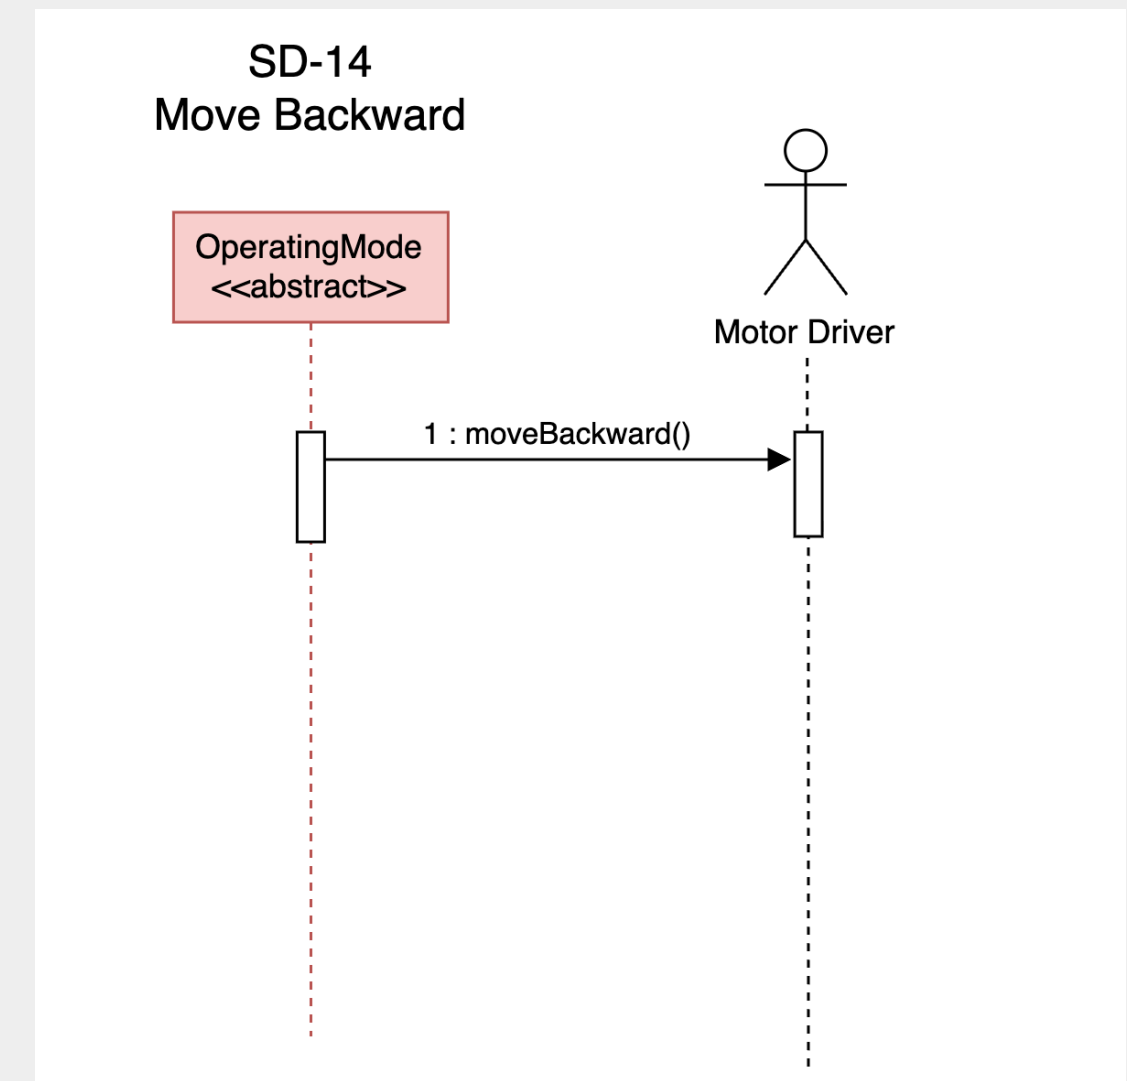 SD-14
Move Backward
OperatingMode
<<abstract>>
Motor Driver
1 : moveBackward()